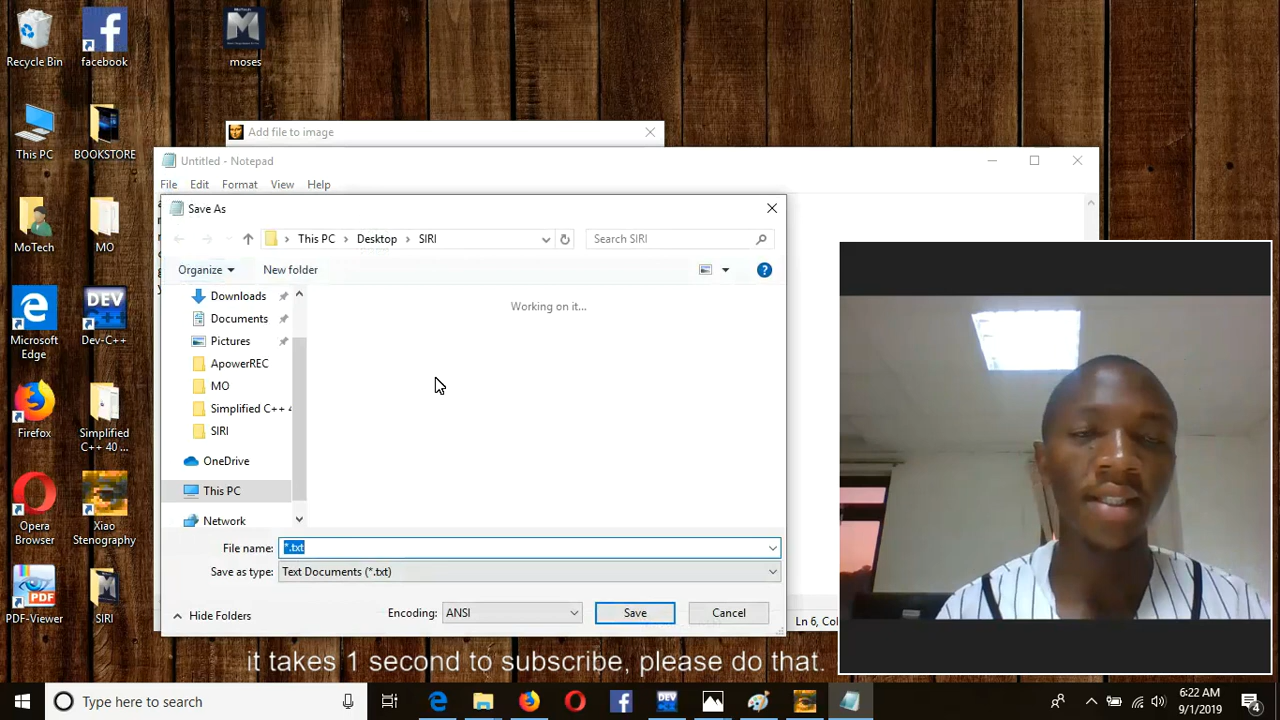 Recycle Bin
facebook
moses
This PC
BOOKSTORE
MoTech
MO
Microsoft
Edge
Dev-C++
Firefox
Simplified
C++ 40 ...
Opera
Browser
Xiao
Stenography
PDF-Viewer
SIRI
DEV
C++
DEV
PDF
Add file to image
Untitled - Notepad
File Edit Format View Help
Save As
This PC > Desktop > SIRI
Search SIRI
Organize
New folder
Downloads
Documents
Pictures
ApowerREC
MO
Simplified C++ 4
SIRI
OneDrive
This PC
Network
Working on it...
File name: *.txt
Save as type: Text Documents (*.txt)
Hide Folders
Encoding: ANSI
Save
Cancel
Ln 6, Col
it takes 1 second to subscribe, please do that.
Type here to search
6:22 AM
9/1/2019
4